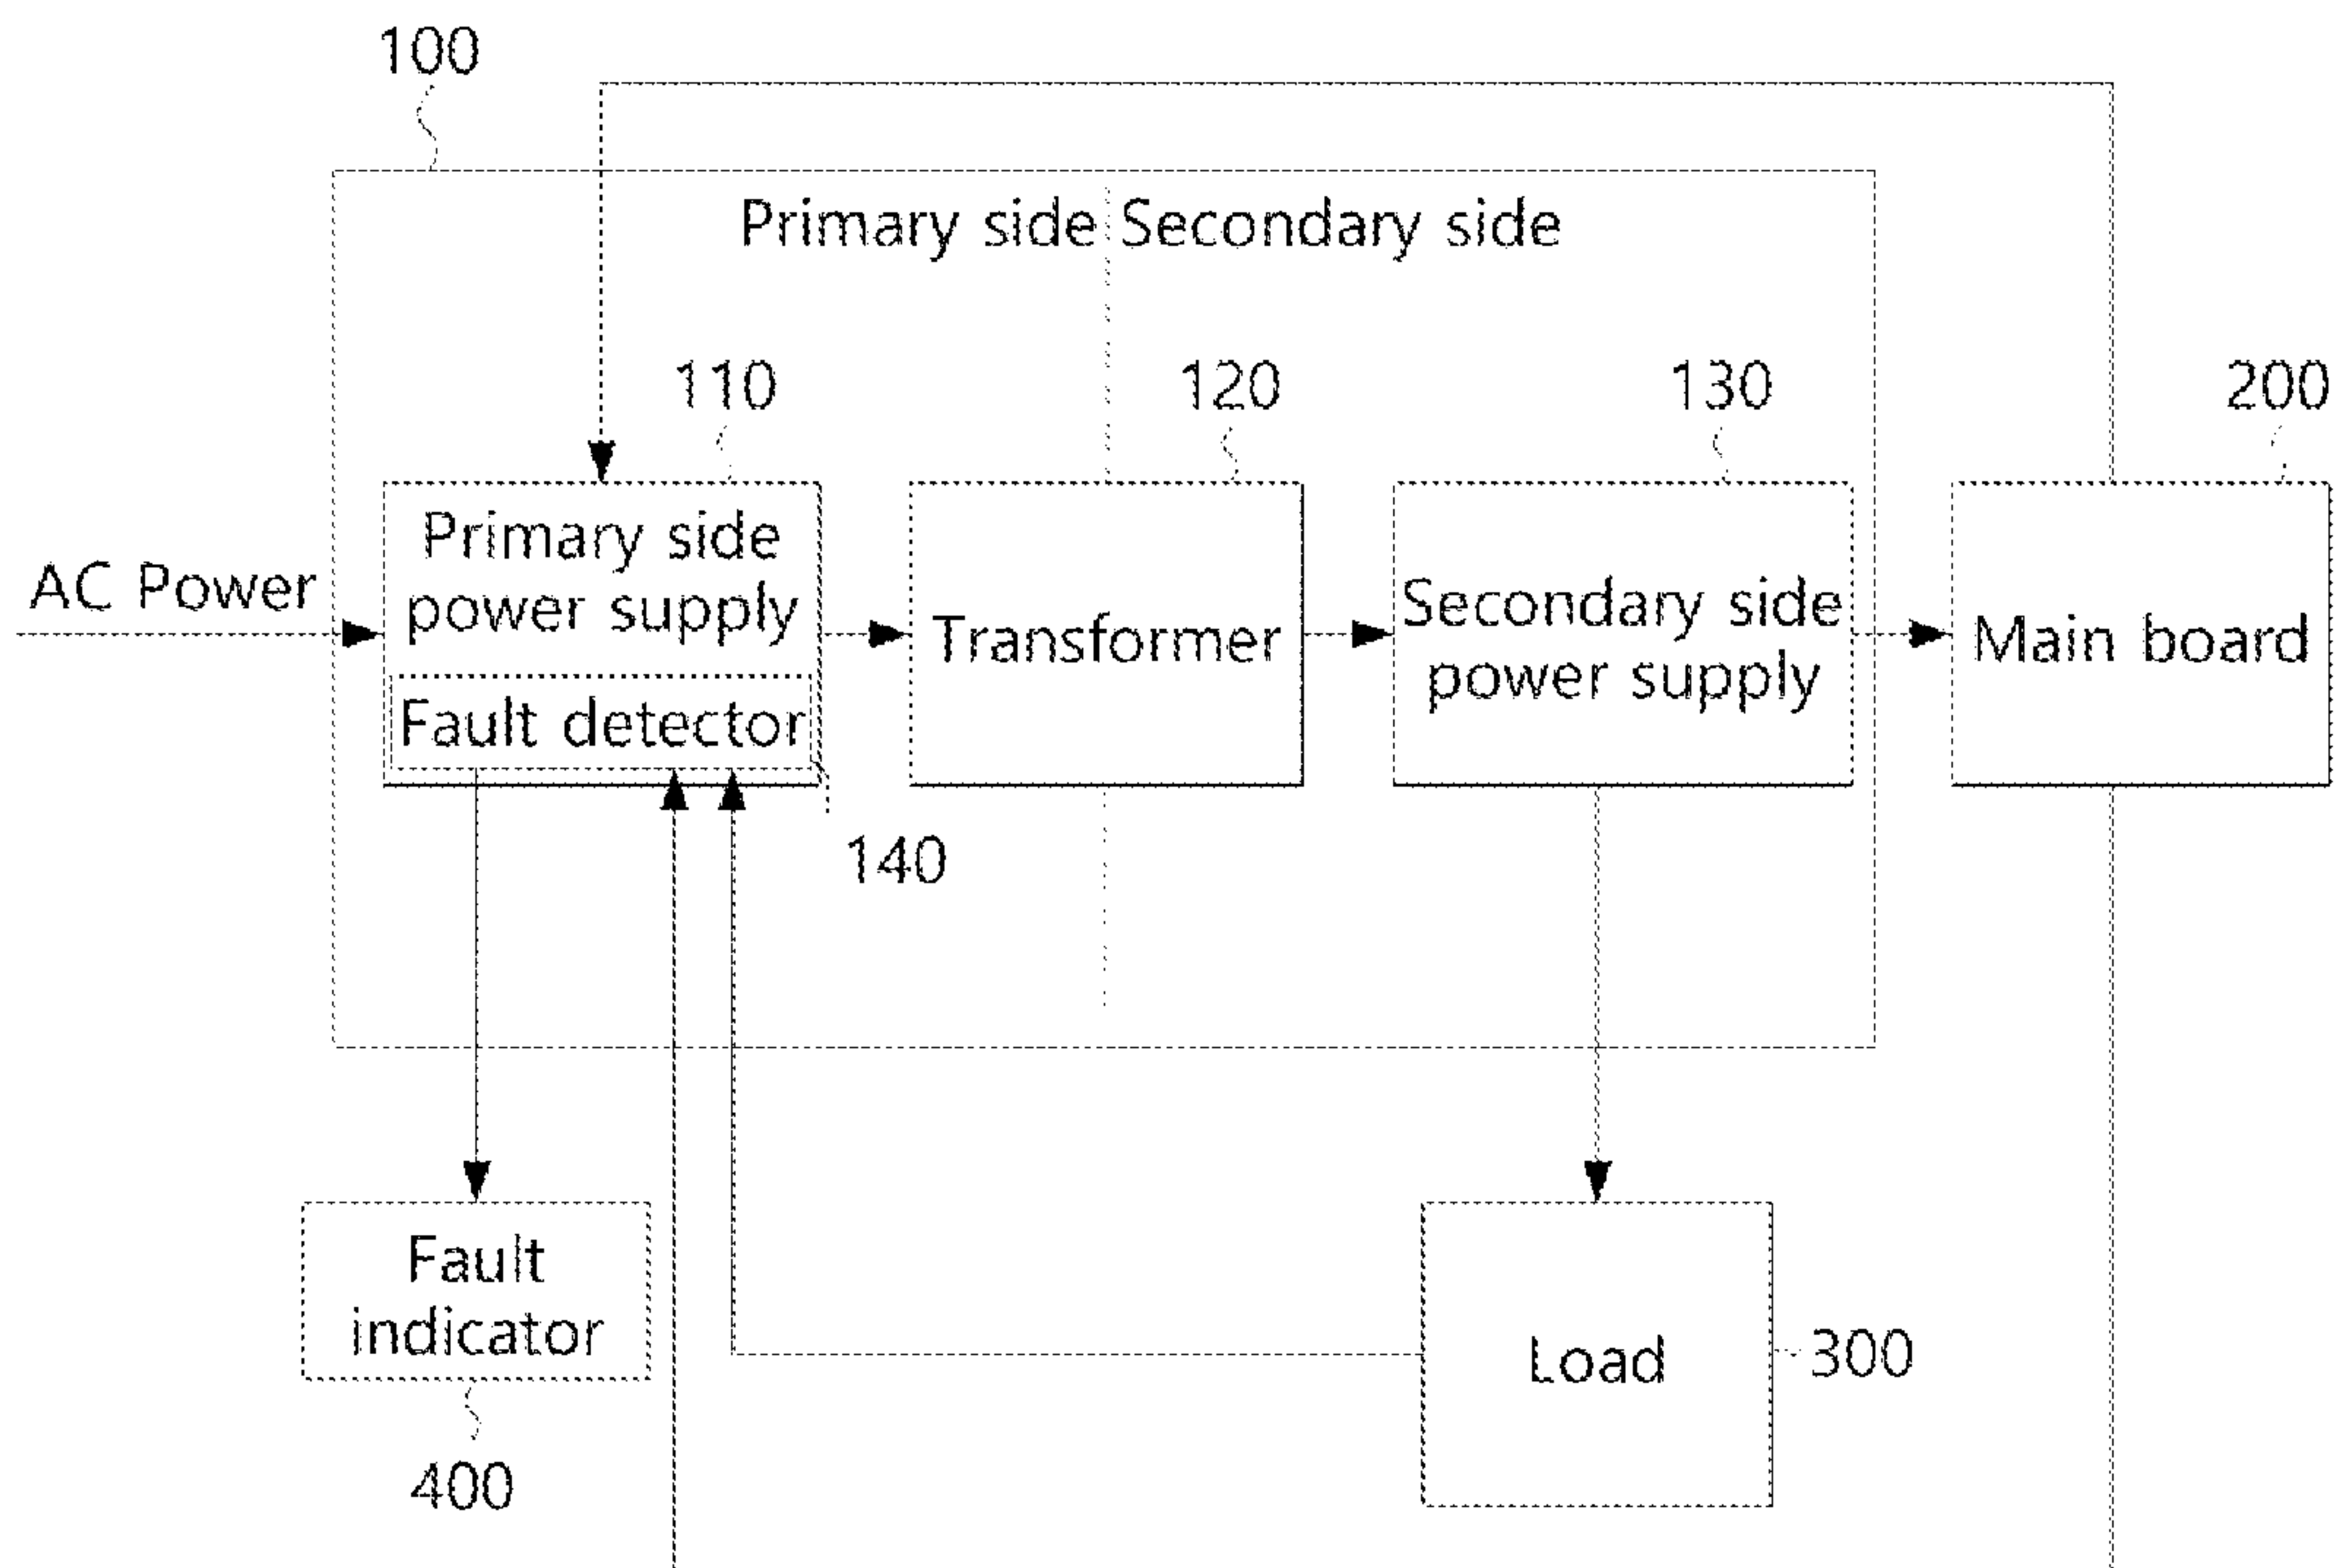 100
Primary side Secondary side
110
120
130
200
AC Power
Primary side
power supply
Fault detector
Transformer
Secondary side
power supply
Main board
140
Fault
indicator
Load
300
400